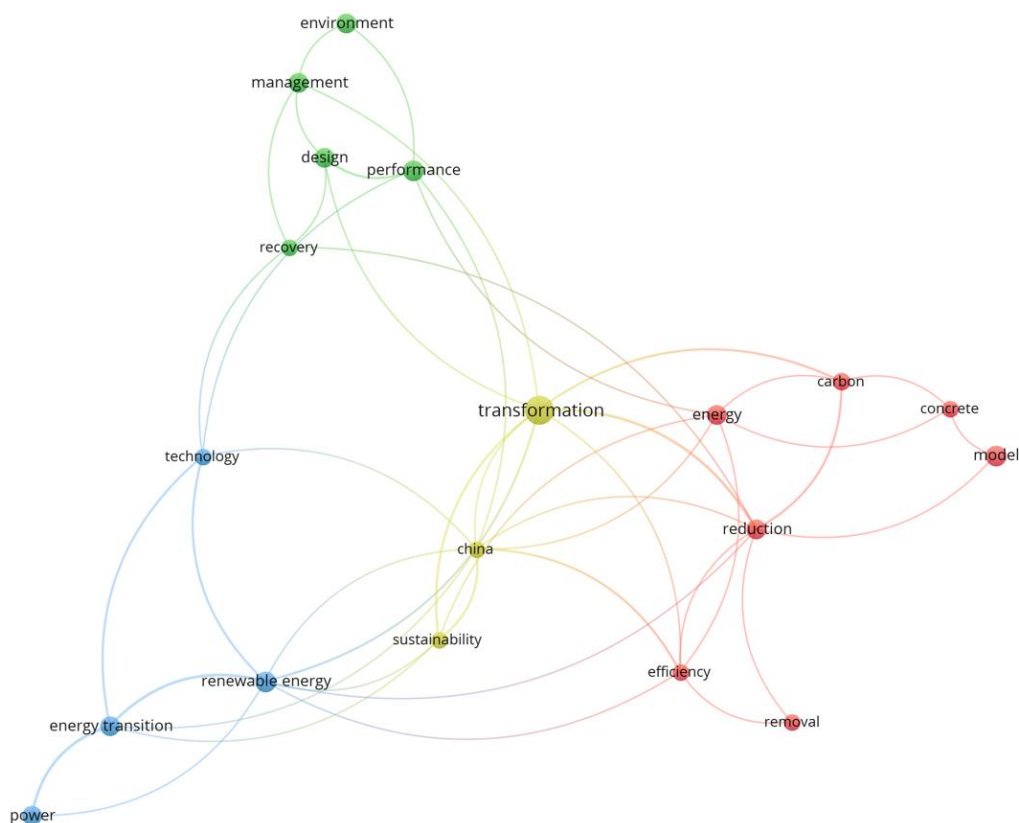 environment
management
design
performance
recovery
transformation
carbon
energy
concrete
technology
model
reduction
china
sustainability
efficiency
renewable energy
removal
energy transition
power